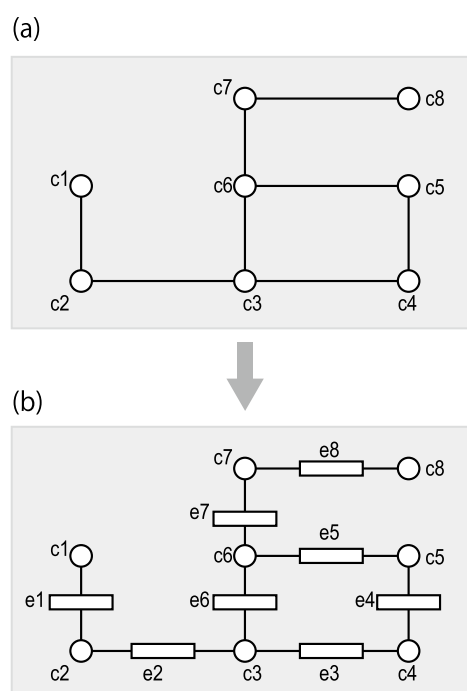 (a)
c7 c8
c1 c6 c5
c2 c3 c4
(b)
e8
c7 c8
e7
e5
c1 c6 c5
e1 e6 e4
c2 e2 c3 e3 c4